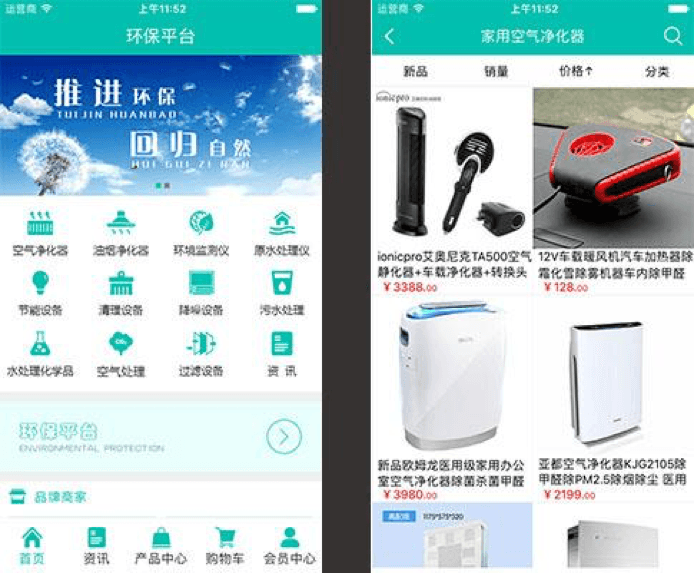 运营商
上午11:52
环保平台
推进环保
TUIJIN HUANBAO
回归自然
HUI GUI ZI RAN
空气净化器
油烟净化器
环境监测仪
原水处理仪
节能设备
清理设备
降噪设备
污水处理
水处理化学品
空气处理
过滤设备
资 讯
环保平台
ENVIRONMENTAL PROTECTION
品牌商家
首页
资讯
产品中心
购物车
会员中心
运营商
上午11:52
家用空气净化器
新品
销量
价格↑
分类
ionicpro
ionicpro艾奥尼克TA500空气
静化器+车载净化器+转换头
￥3388.00
12V车载暖风机汽车加热器除
霜化雪除雾机器车内除甲醛
￥128.00
新品欧姆龙医用级家用办公
室空气净化器除菌杀菌甲醛
￥3980.00
亚都空气净化器KJG2105除
甲醛除PM2.5除烟除尘 医用
￥2199.00
1175*575*320